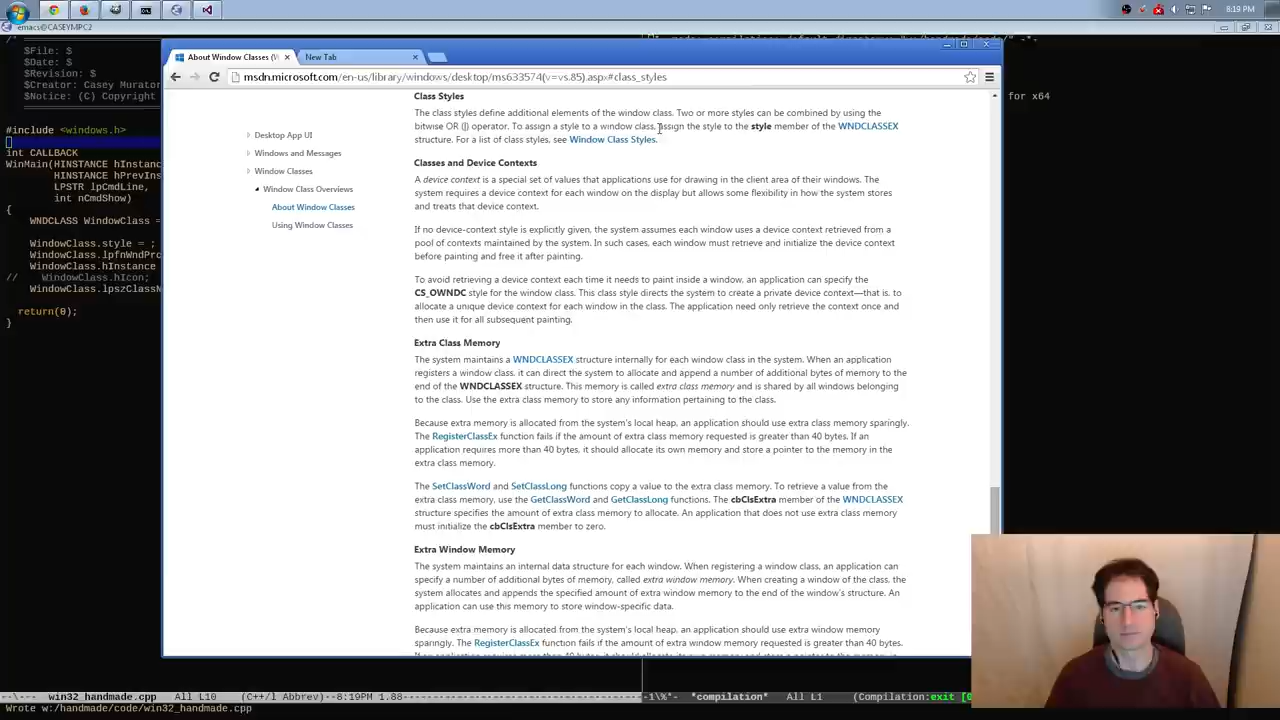 8:19 PM
emacs@CASEYMPC2
About Window Classes (W
New Tab
msdn.microsoft.com/en-us/library/windows/desktop/ms633574(v=vs.85).aspx#class_styles
/*
$File: $
$Date: $
$Revision: $
$Creator: Casey Murator
$Notice: (C) Copyright
for x64
#include <windows.h>
int CALLBACK
WinMain(HINSTANCE hInstanc
HINSTANCE hPrevIns
LPSTR lpCmdLine,
int nCmdShow)
{
WNDCLASS WindowClass =
WindowClass.style = ;
WindowClass.lpfnWndPro
WindowClass.hInstance
// WindowClass.hIcon;
WindowClass.lpszClassN
return(0);
}
Desktop App UI
Windows and Messages
Window Classes
Window Class Overviews
About Window Classes
Using Window Classes
Class Styles
The class styles define additional elements of the window class. Two or more styles can be combined by using the
bitwise OR (|) operator. To assign a style to a window class, assign the style to the style member of the WNDCLASSEX
structure. For a list of class styles, see Window Class Styles.
Classes and Device Contexts
A device context is a special set of values that applications use for drawing in the client area of their windows. The
system requires a device context for each window on the display but allows some flexibility in how the system stores
and treats that device context.
If no device-context style is explicitly given, the system assumes each window uses a device context retrieved from a
pool of contexts maintained by the system. In such cases, each window must retrieve and initialize the device context
before painting and free it after painting.
To avoid retrieving a device context each time it needs to paint inside a window, an application can specify the
CS_OWNDC style for the window class. This class style directs the system to create a private device context—that is, to
allocate a unique device context for each window in the class. The application need only retrieve the context once and
then use it for all subsequent painting.
Extra Class Memory
The system maintains a WNDCLASSEX structure internally for each window class in the system. When an application
registers a window class, it can direct the system to allocate and append a number of additional bytes of memory to the
end of the WNDCLASSEX structure. This memory is called extra class memory and is shared by all windows belonging
to the class. Use the extra class memory to store any information pertaining to the class.
Because extra memory is allocated from the system's local heap, an application should use extra class memory sparingly.
The RegisterClassEx function fails if the amount of extra class memory requested is greater than 40 bytes. If an
application requires more than 40 bytes, it should allocate its own memory and store a pointer to the memory in the
extra class memory.
The SetClassWord and SetClassLong functions copy a value to the extra class memory. To retrieve a value from the
extra class memory, use the GetClassWord and GetClassLong functions. The cbClsExtra member of the WNDCLASSEX
structure specifies the amount of extra class memory to allocate. An application that does not use extra class memory
must initialize the cbClsExtra member to zero.
Extra Window Memory
The system maintains an internal data structure for each window. When registering a window class, an application can
specify a number of additional bytes of memory, called extra window memory. When creating a window of the class, the
system allocates and appends the specified amount of extra window memory to the end of the window's structure. An
application can use this memory to store window-specific data.
Because extra memory is allocated from the system's local heap, an application should use extra window memory
sparingly. The RegisterClassEx function fails if the amount of extra window memory requested is greater than 40 bytes.
-\---- win32_handmade.cpp All L10 (C++/l Abbrev)--8:19PM 1.88
-1\%*- *compilation* All L1 (Compilation:exit [0
Wrote w:/handmade/code/win32_handmade.cpp